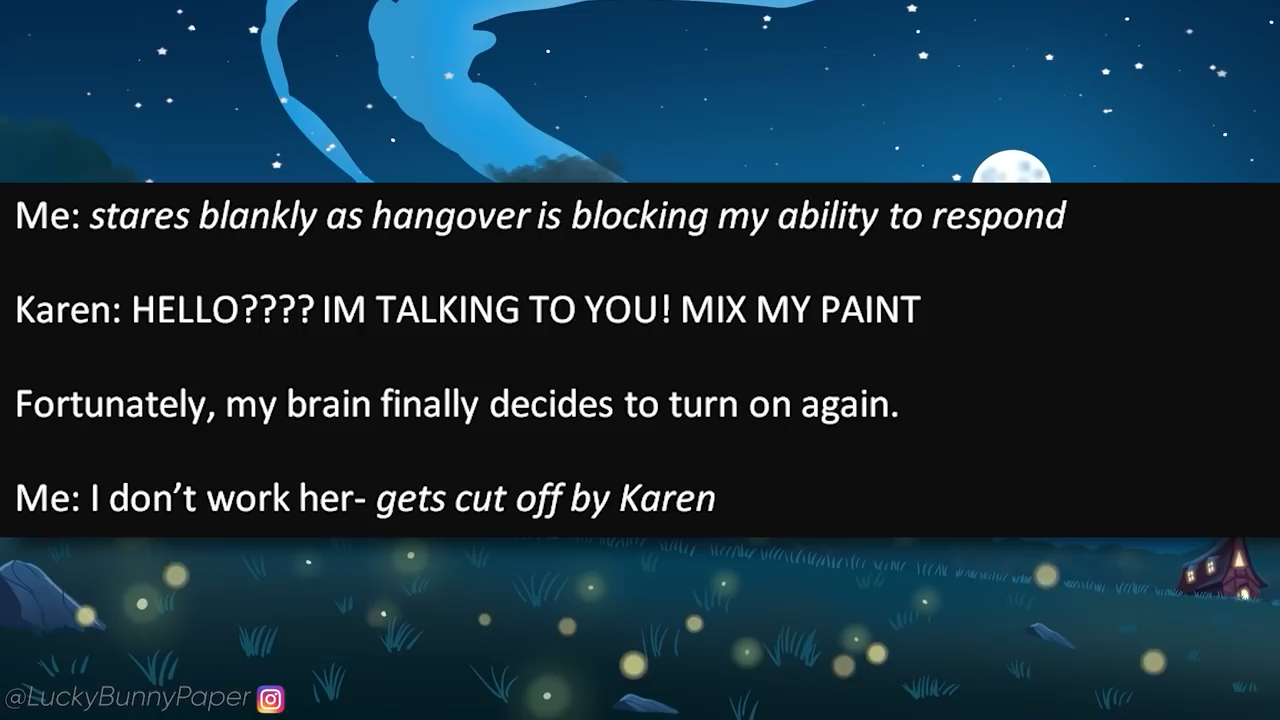 Me: stares blankly as hangover is blocking my ability to respond
Karen: HELLO???? IM TALKING TO YOU! MIX MY PAINT
Fortunately, my brain finally decides to turn on again.
Me: I don’t work her- gets cut off by Karen
@LuckyBunnyPaper